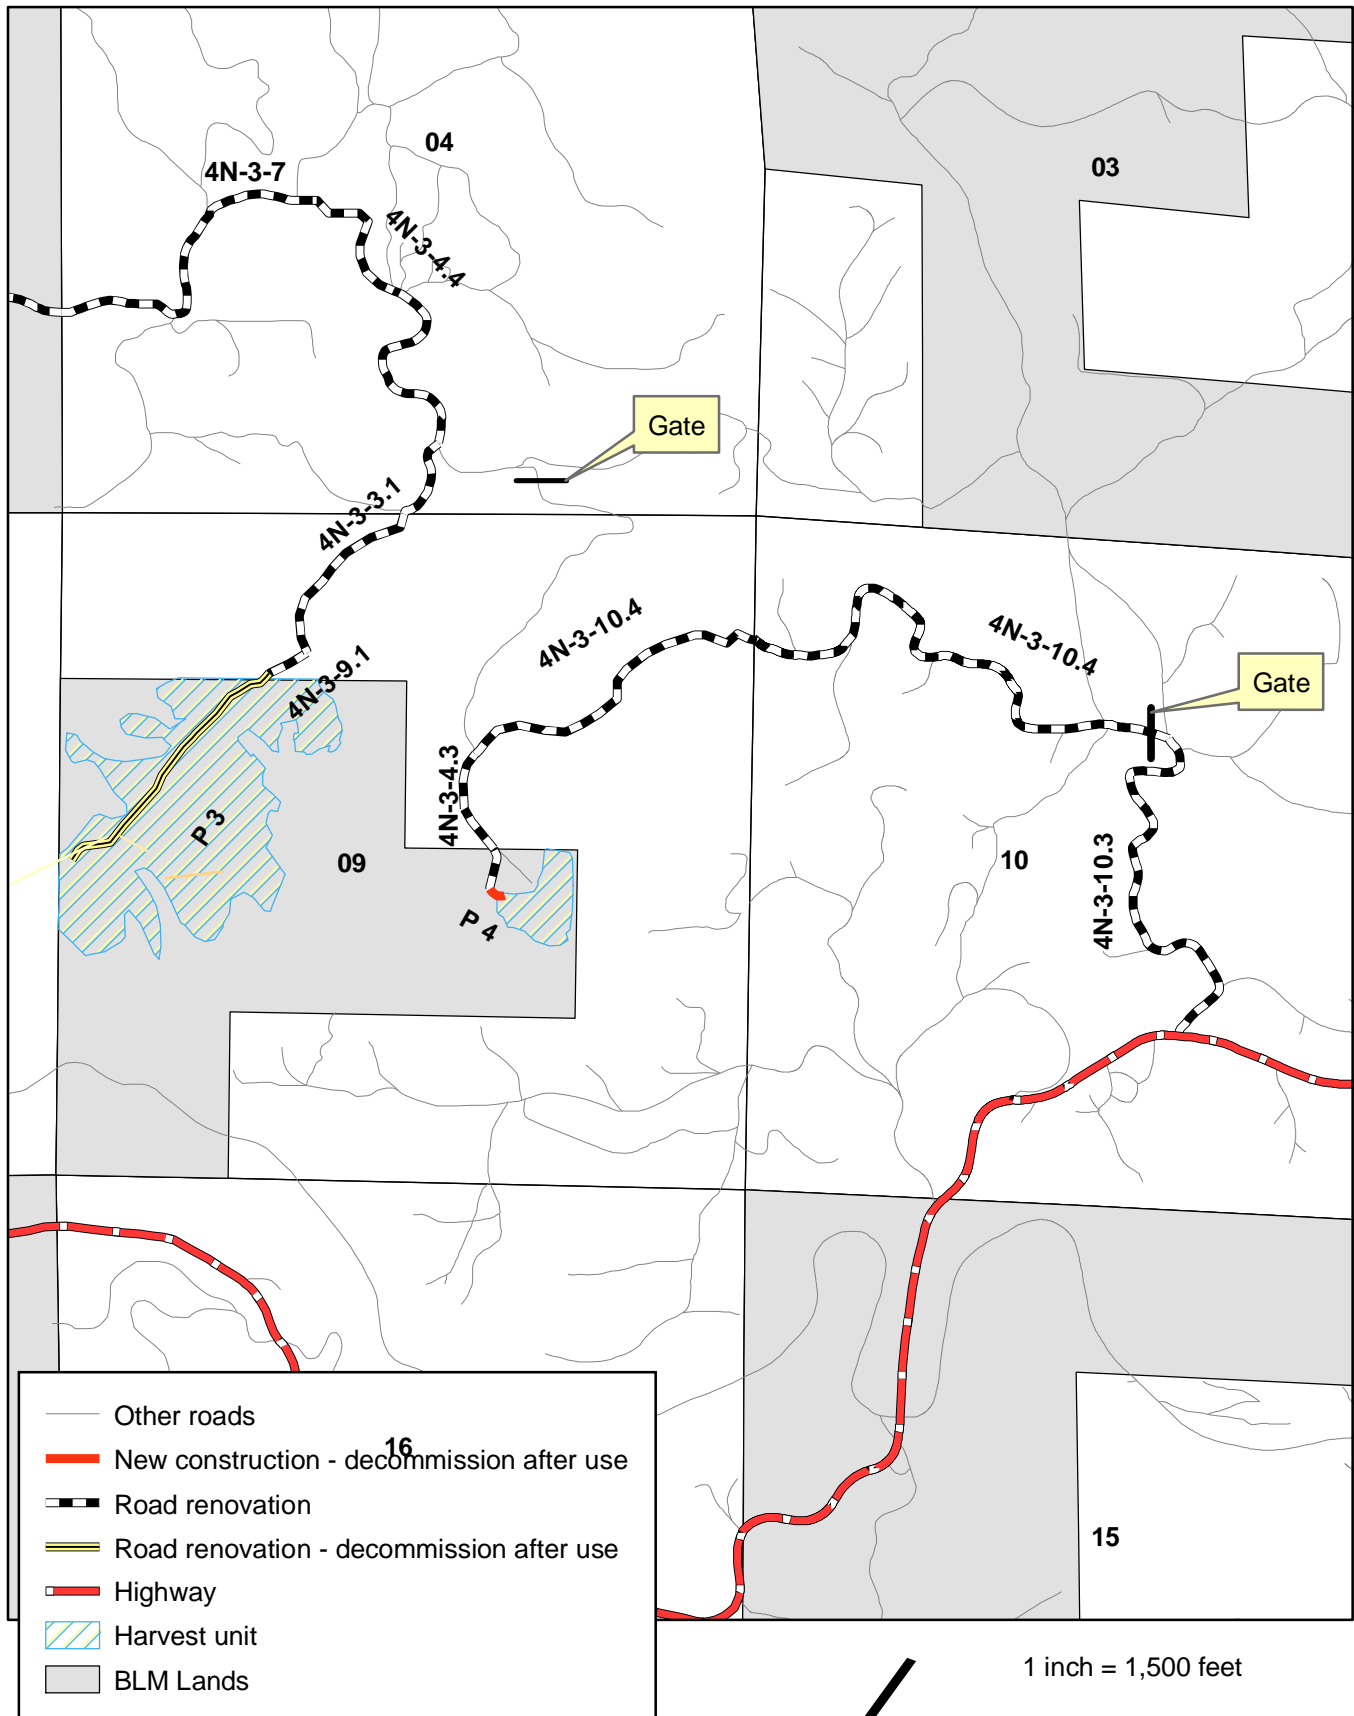 04
03
4N-3-7
4N-3-4.4
Gate
4N-3-3.1
4N-3-10.4
4N-3-10.4
4N-3-9.1
Gate
4N-3-4.3
P 3
09
10
4N-3-10.3
P 4
Other roads
16
New construction - decommission after use
Road renovation
Road renovation - decommission after use
15
Highway
Harvest unit
BLM Lands
1 inch = 1,500 feet